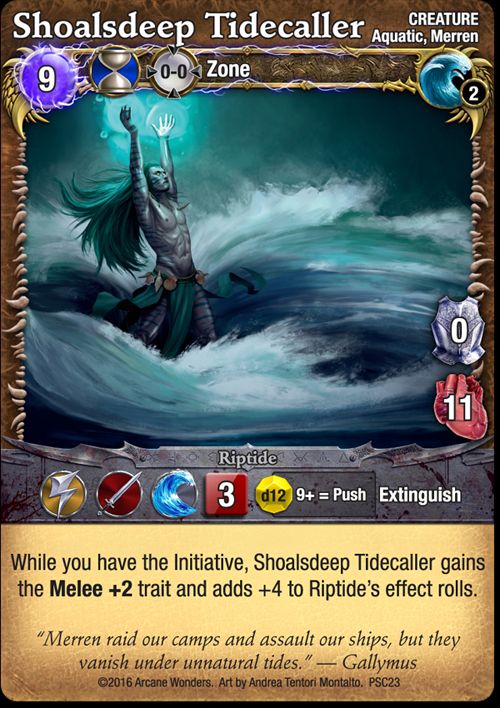 Shoalsdeep Tidecaller
CREATURE
Aquatic, Merren
9
0-0
Zone
2
0
11
Riptide
3
d12
9+ = Push
Extinguish
While you have the Initiative, Shoalsdeep Tidecaller gains
the Melee +2 trait and adds +4 to Riptide's effect rolls.
“Merren raid our camps and assault our ships, but they
vanish under unnatural tides.” — Gallymus
©2016 Arcane Wonders. Art by Andrea Tentori Montalto. PSC23